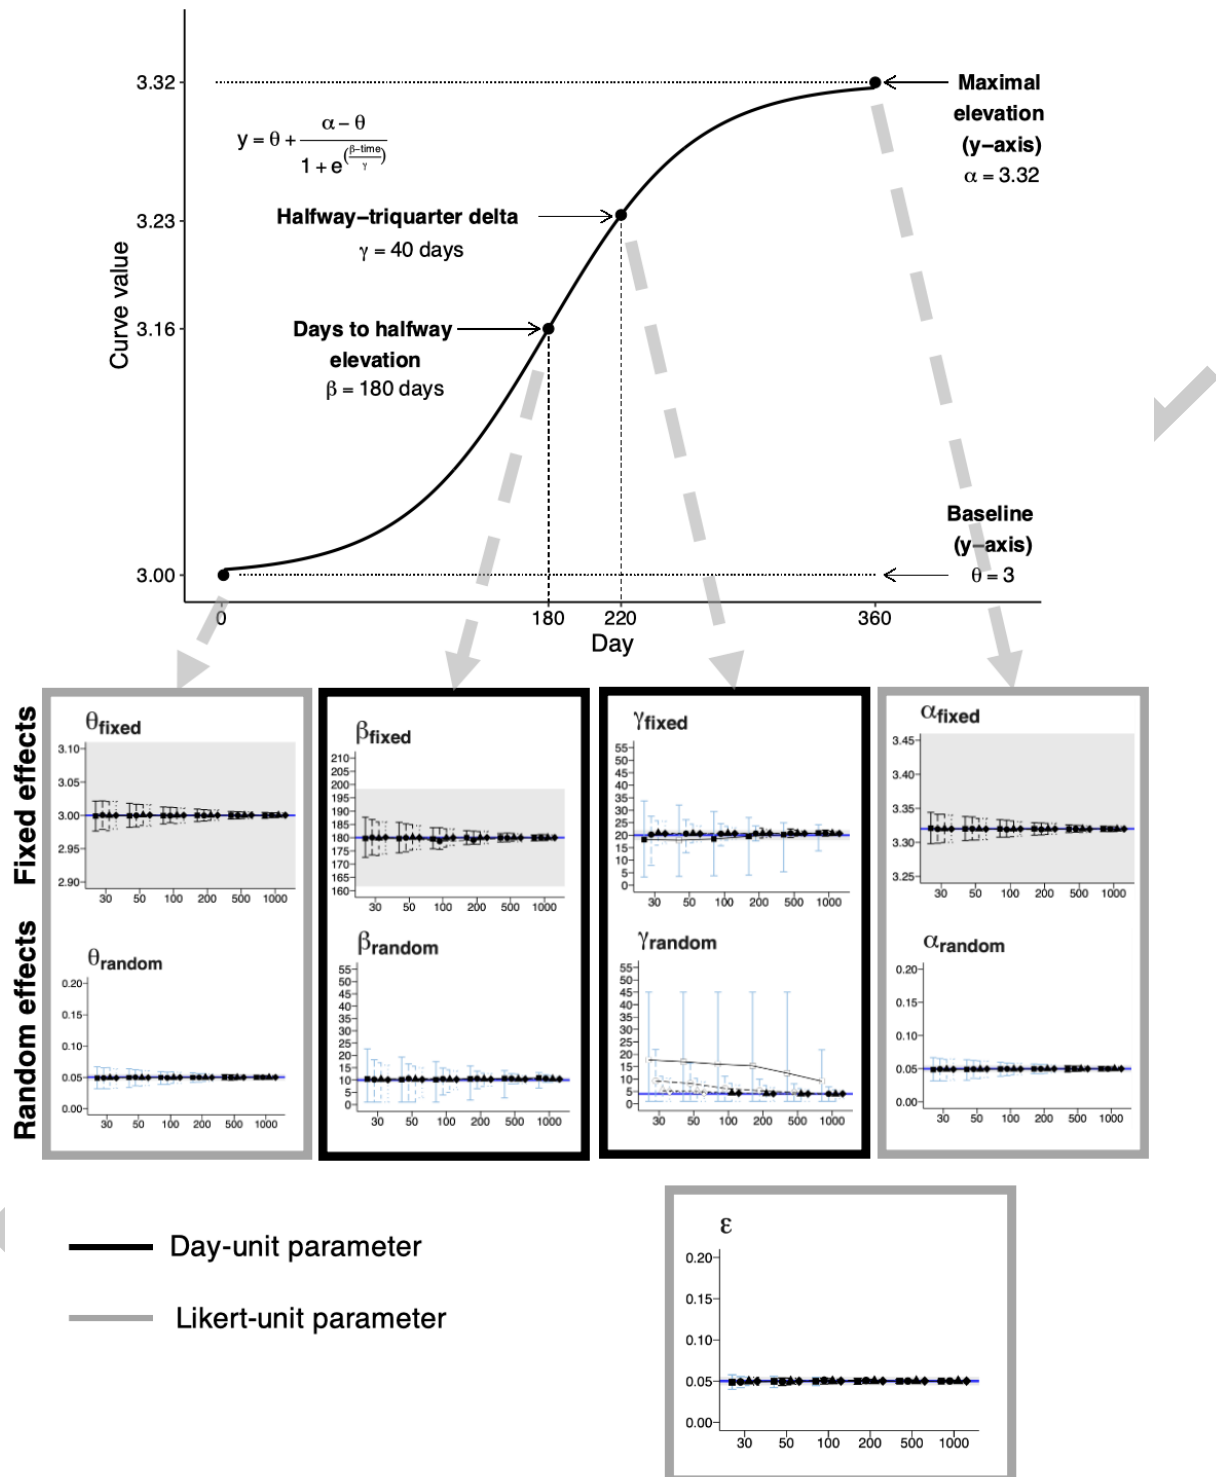 3.32
3.23
3.16
3.00
Curve value
y = θ + α − θ / 1 + e^(β−time / γ)
Maximal
elevation
(y−axis)
α = 3.32
Halfway−triquarter delta
γ = 40 days
Days to halfway
elevation
β = 180 days
Baseline
(y−axis)
θ = 3
0 180 220 360
Day
Fixed effects
θfixed
3.10
3.05
3.00
2.95
2.90
30 50 100 200 500 1000
βfixed
210
205
200
195
190
185
180
175
170
165
160
30 50 100 200 500 1000
γfixed
55
50
45
40
35
30
25
20
15
10
5
0
30 50 100 200 500 1000
αfixed
3.45
3.40
3.35
3.30
3.25
30 50 100 200 500 1000
Random effects
θrandom
0.20
0.15
0.10
0.05
0.00
30 50 100 200 500 1000
βrandom
55
50
45
40
35
30
25
20
15
10
5
0
30 50 100 200 500 1000
γrandom
55
50
45
40
35
30
25
20
15
10
5
0
30 50 100 200 500 1000
αrandom
0.20
0.15
0.10
0.05
0.00
30 50 100 200 500 1000
Day-unit parameter
Likert-unit parameter
ε
0.20
0.15
0.10
0.05
0.00
30 50 100 200 500 1000